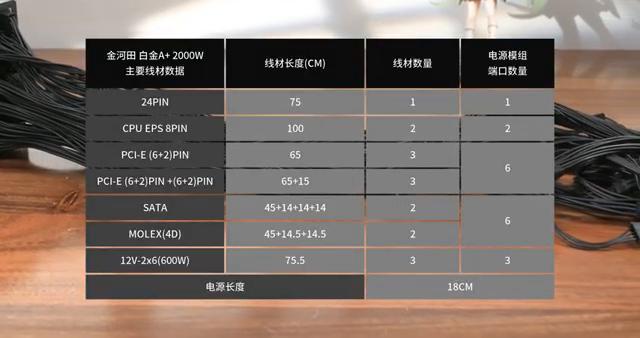 金河田 白金A+ 2000W
主要线材数据
线材长度(CM)
线材数量
电源模组
端口数量
24PIN 75 1 1
CPU EPS 8PIN 100 2 2
PCI-E (6+2)PIN 65 3
6
PCI-E (6+2)PIN +(6+2)PIN 65+15 3
SATA 45+14+14+14 2
6
MOLEX(4D) 45+14.5+14.5 2
12V-2x6(600W) 75.5 3 3
电源长度 18CM